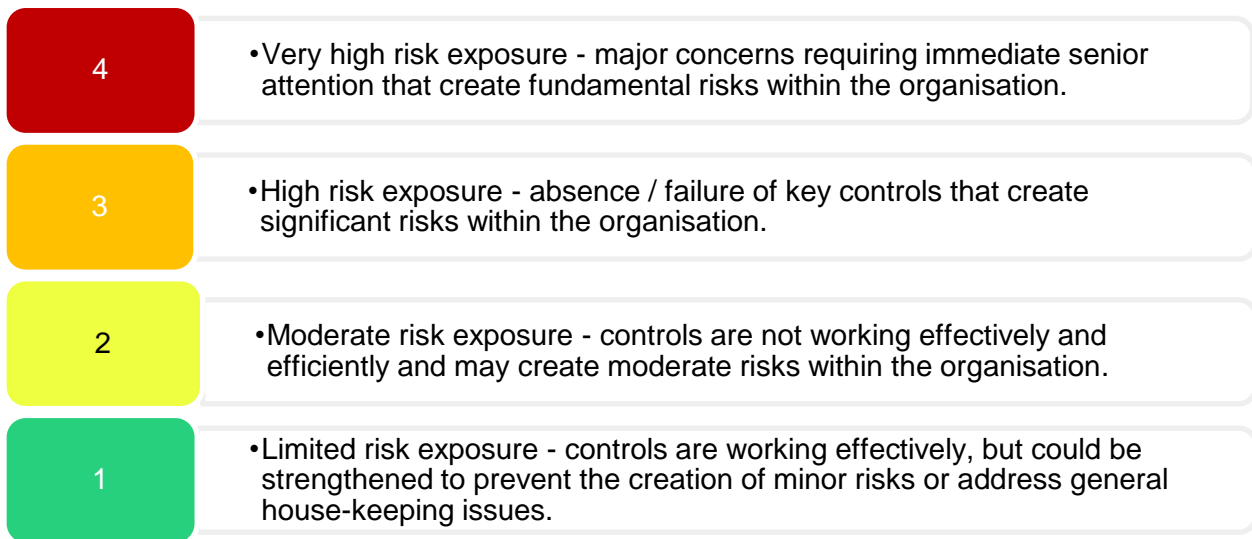 4
•Very high risk exposure - major concerns requiring immediate senior
attention that create fundamental risks within the organisation.
3
•High risk exposure - absence / failure of key controls that create
significant risks within the organisation.
2
•Moderate risk exposure - controls are not working effectively and
efficiently and may create moderate risks within the organisation.
1
•Limited risk exposure - controls are working effectively, but could be
strengthened to prevent the creation of minor risks or address general
house-keeping issues.